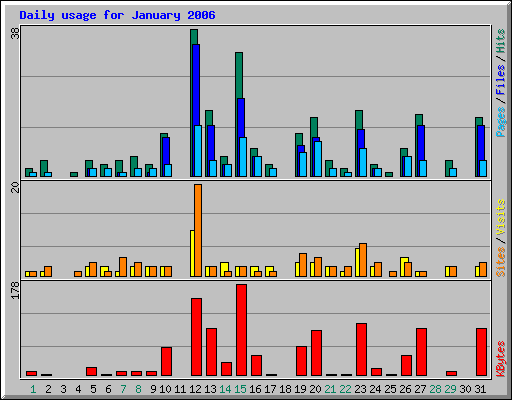 Daily usage for January 2006
38
Pages / Files / Hits
20
Sites / Visits
178
KBytes
1 2 3 4 5 6 7 8 9 10 11 12 13 14 15 16 17 18 19 20 21 22 23 24 25 26 27 28 29 30 31